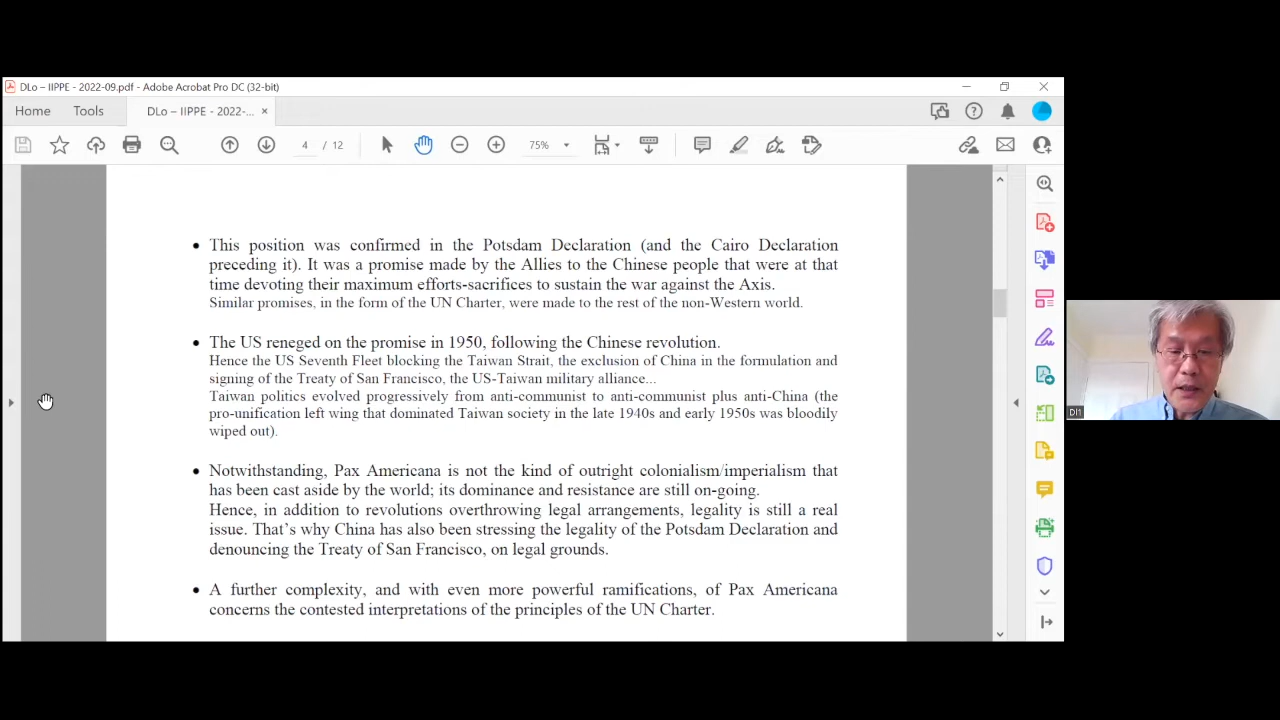 DLo – IIPPE - 2022-09.pdf - Adobe Acrobat Pro DC (32-bit)
Home Tools DLo – IIPPE - 2022-... ×
4 / 12 75%
• This position was confirmed in the Potsdam Declaration (and the Cairo Declaration
preceding it). It was a promise made by the Allies to the Chinese people that were at that
time devoting their maximum efforts-sacrifices to sustain the war against the Axis.
Similar promises, in the form of the UN Charter, were made to the rest of the non-Western world.
• The US reneged on the promise in 1950, following the Chinese revolution.
Hence the US Seventh Fleet blocking the Taiwan Strait, the exclusion of China in the formulation and
signing of the Treaty of San Francisco, the US-Taiwan military alliance...
Taiwan politics evolved progressively from anti-communist to anti-communist plus anti-China (the
pro-unification left wing that dominated Taiwan society in the late 1940s and early 1950s was bloodily
wiped out).
• Notwithstanding, Pax Americana is not the kind of outright colonialism/imperialism that
has been cast aside by the world; its dominance and resistance are still on-going.
Hence, in addition to revolutions overthrowing legal arrangements, legality is still a real
issue. That's why China has also been stressing the legality of the Potsdam Declaration and
denouncing the Treaty of San Francisco, on legal grounds.
• A further complexity, and with even more powerful ramifications, of Pax Americana
concerns the contested interpretations of the principles of the UN Charter.